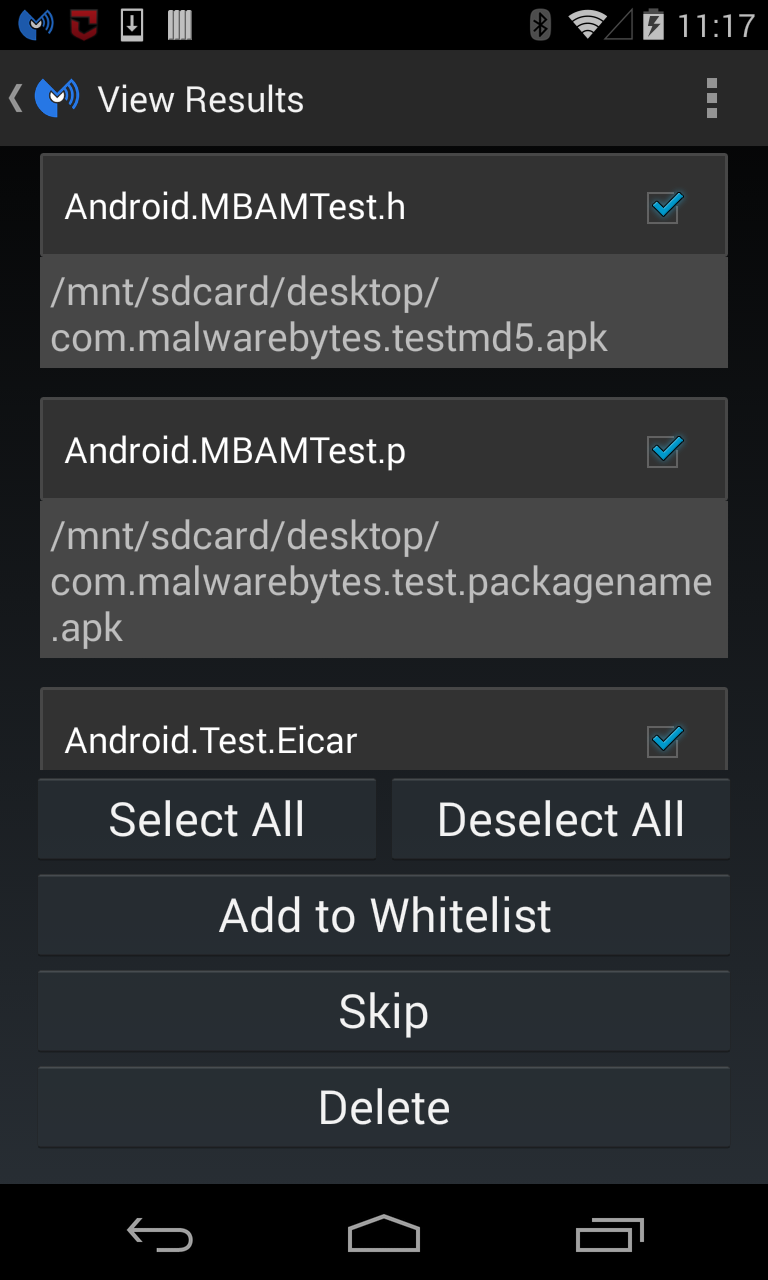 11:17
View Results
Android.MBAMTest.h
/mnt/sdcard/desktop/
com.malwarebytes.testmd5.apk
Android.MBAMTest.p
/mnt/sdcard/desktop/
com.malwarebytes.test.packagename
.apk
Android.Test.Eicar
Select All
Deselect All
Add to Whitelist
Skip
Delete